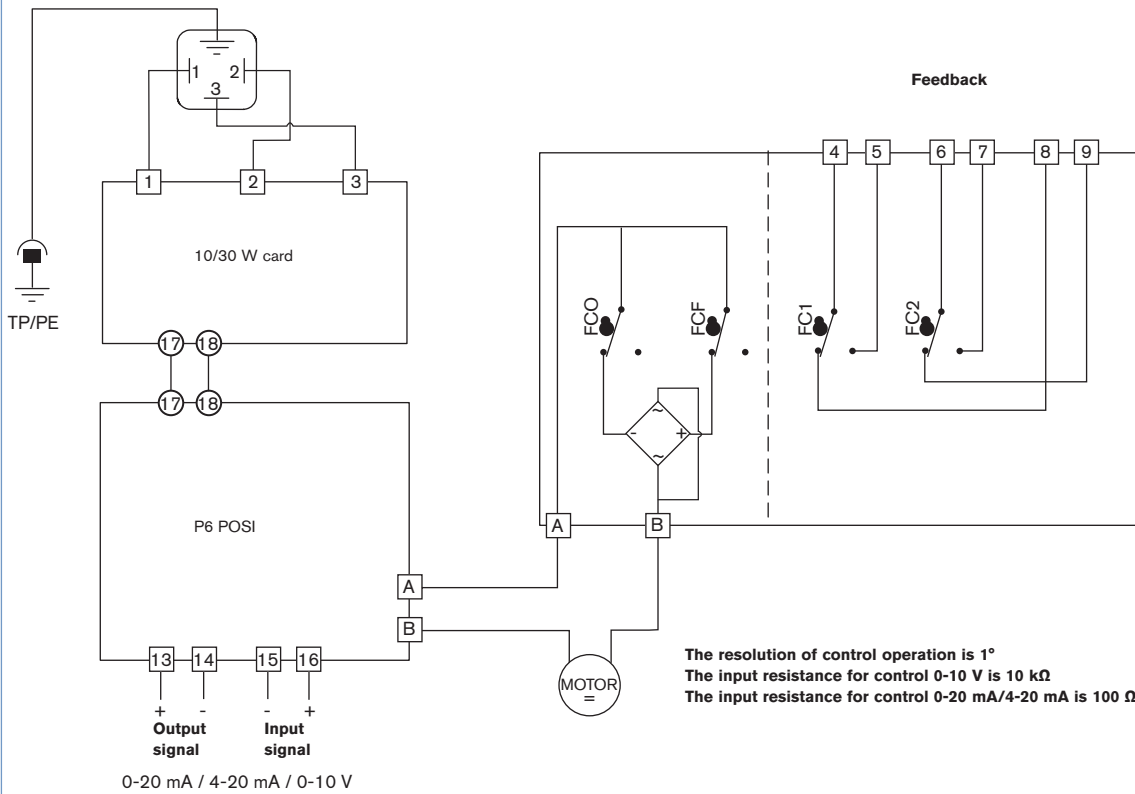 1 2
3
Feedback
4 5 6 7 8 9
1 2 3
10/30 W card
TP/PE
FCO FCF FC1 FC2
17 18
~
- +
~
17 18
P6 POSI
A B
A
B
13 14 15 16
+ - - +
Output signal
Input signal
0-20 mA / 4-20 mA / 0-10 V
MOTOR
=
The resolution of control operation is 1°
The input resistance for control 0-10 V is 10 kΩ
The input resistance for control 0-20 mA/4-20 mA is 100 Ω